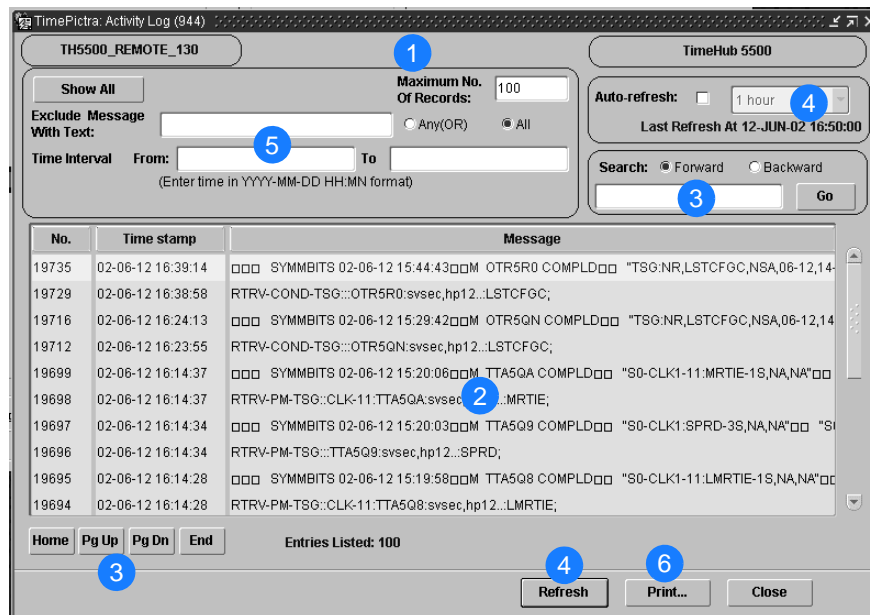 TimePictra: Activity Log (944)
TH5500_REMOTE_130
1
TimeHub 5500
Show All
Maximum No. Of Records:
100
Exclude Message With Text:
Any(OR)
All
5
Time Interval From:
To
(Enter time in YYYY-MM-DD HH:MN format)
Auto-refresh:
1 hour
4
Last Refresh At 12-JUN-02 16:50:00
Search:
Forward
Backward
3
Go
No. Time stamp Message
19735 02-06-12 16:39:14 □□□ SYMMBITS 02-06-12 15:44:43□□M OTR5R0 COMPLD□□ "TSG:NR,LSTCFGC,NSA,06-12,14-
19729 02-06-12 16:38:58 RTRV-COND-TSG:::OTR5R0:svsec,hp12..:LSTCFGC;
19716 02-06-12 16:24:13 □□□ SYMMBITS 02-06-12 15:29:42□□M OTR5QN COMPLD□□ "TSG:NR,LSTCFGC,NSA,06-12,14
19712 02-06-12 16:23:55 RTRV-COND-TSG:::OTR5QN:svsec,hp12..:LSTCFGC;
19699 02-06-12 16:14:37 □□□ SYMMBITS 02-06-12 15:20:06□□M TTA5QA COMPLD□□ "S0-CLK1-11:MRTIE-1S,NA,NA"□□
19698 02-06-12 16:14:37 RTRV-PM-TSG::CLK-11:TTA5QA:svsec, 2 ..:MRTIE;
19697 02-06-12 16:14:34 □□□ SYMMBITS 02-06-12 15:20:03□□M TTA5Q9 COMPLD□□ "S0-CLK1:SPRD-3S,NA,NA"□□ "S
19696 02-06-12 16:14:34 RTRV-PM-TSG:::TTA5Q9:svsec,hp12..:SPRD;
19695 02-06-12 16:14:28 □□□ SYMMBITS 02-06-12 15:19:58□□M TTA5Q8 COMPLD□□ "S0-CLK1-11:LMRTIE-1S,NA,NA"□
19694 02-06-12 16:14:28 RTRV-PM-TSG::CLK-11:TTA5Q8:svsec,hp12..:LMRTIE;
Home Pg Up Pg Dn End
Entries Listed: 100
3
4
6
Refresh Print... Close